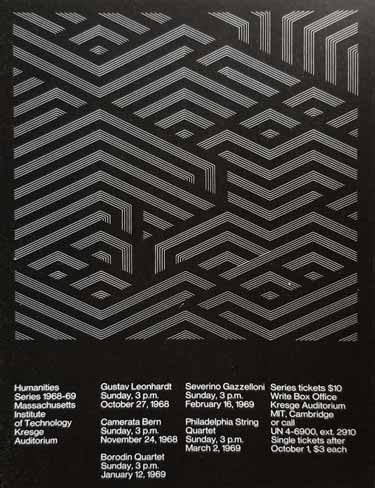 Humanities
Series 1968-69
Massachusetts
Institute
of Technology
Kresge
Auditorium
Gustav Leonhardt
Sunday, 3 p.m.
October 27, 1968
Camerata Bern
Sunday, 3 p.m.
November 24, 1968
Borodin Quartet
Sunday, 3 p.m.
January 12, 1969
Severino Gazzelloni
Sunday, 3 p.m.
February 16, 1969
Philadelphia String
Quartet
Sunday, 3 p.m.
March 2, 1969
Series tickets $10
Write Box Office
Kresge Auditorium
MIT, Cambridge
or call
UN 4-6900, ext. 2910
Single tickets after
October 1, $3 each